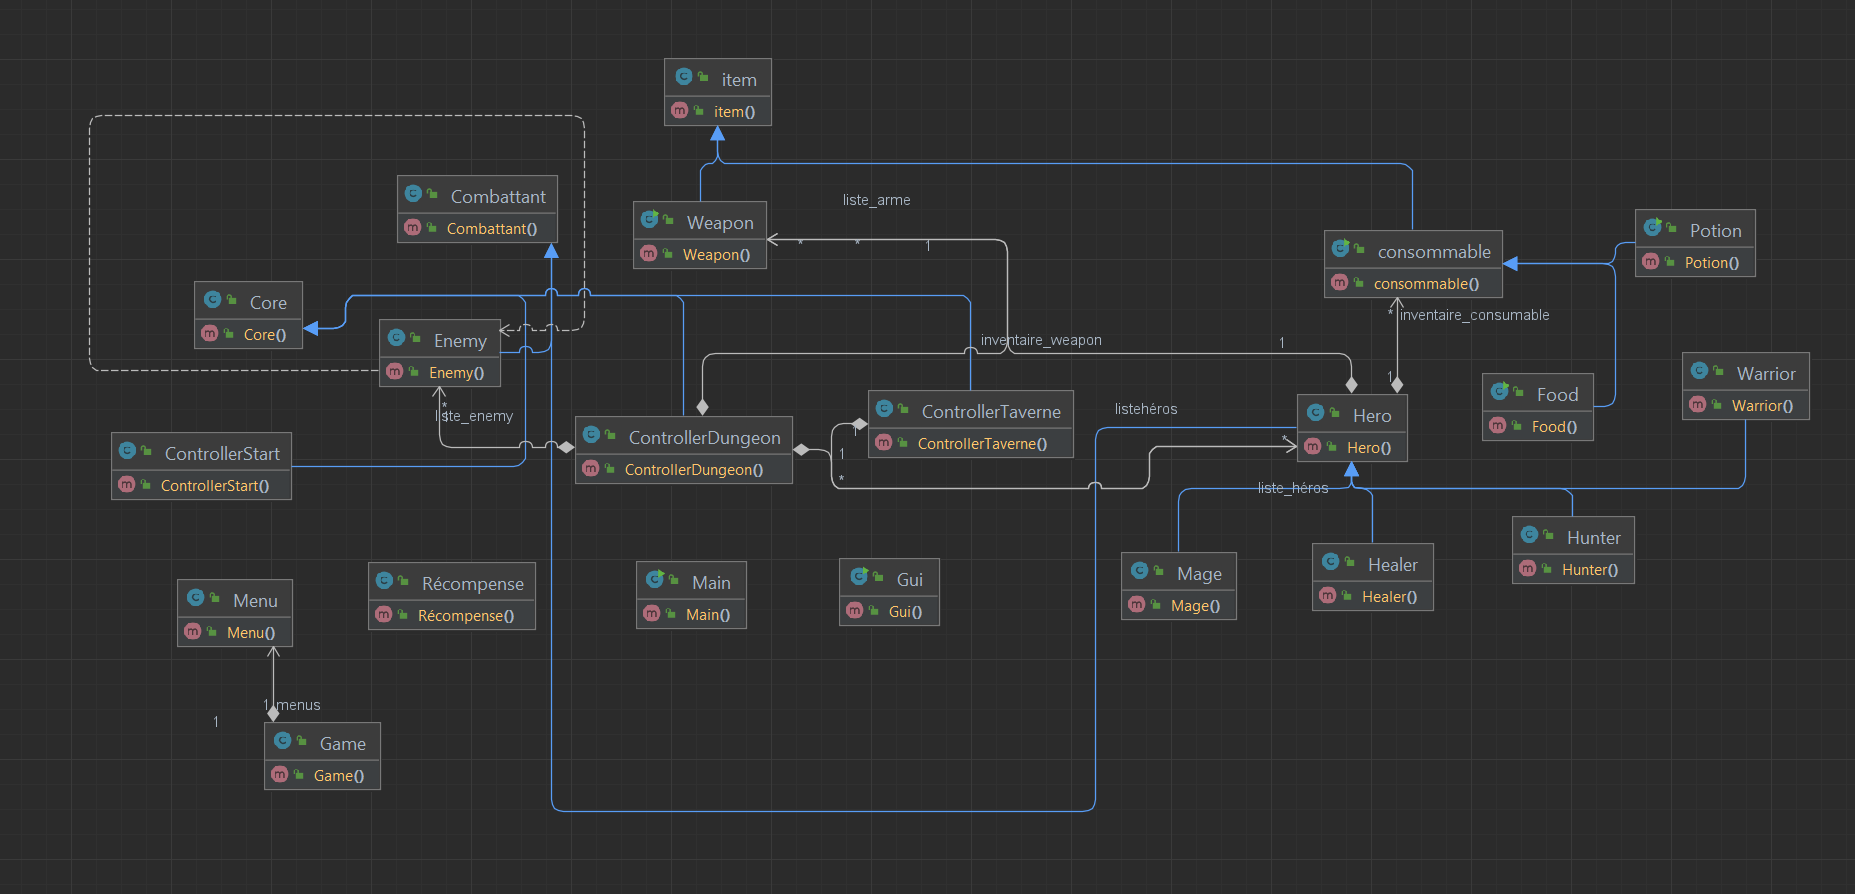 item
item()
Combattant
Combattant()
liste_arme
Weapon
Weapon()
* * 1
consommable
consommable()
Potion
Potion()
Core
Core()
Enemy
Enemy()
inventaire_weapon
1
* inventaire_consumable
1
Food
Food()
Warrior
Warrior()
*
liste_enemy
ControllerDungeon
ControllerDungeon()
ControllerTaverne
ControllerTaverne()
1
1
*
listehéros
*
Hero
Hero()
ControllerStart
ControllerStart()
liste_héros
Mage
Mage()
Healer
Healer()
Hunter
Hunter()
Menu
Menu()
Récompense
Récompense()
Main
Main()
Gui
Gui()
1 menus
1
Game
Game()